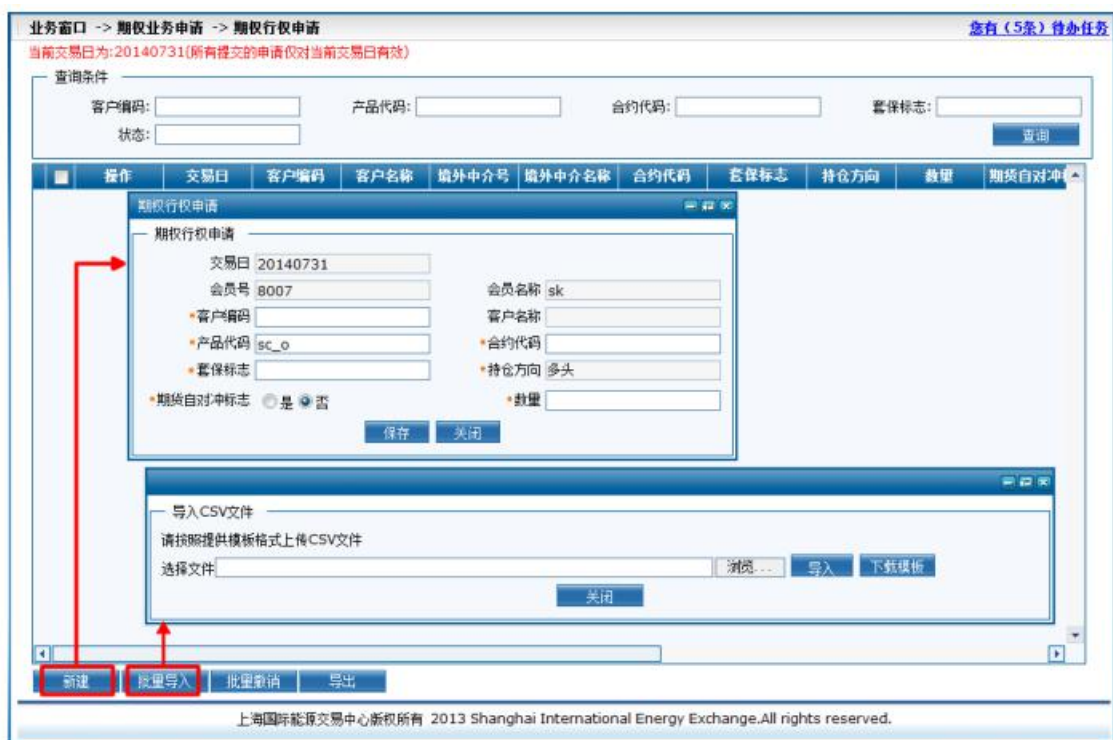 业务窗口 -> 期权业务申请 -> 期权行权申请 您有（5条）待办任务
当前交易日为:20140731(所有提交的申请仅对当前交易日有效)
查询条件
客户编码: 产品代码: 合约代码: 套保标志:
状态: 查询
操作 交易日 客户编码 客户名称 境外中介号 境外中介名称 合约代码 套保标志 持仓方向 数量 期货自对冲
期权行权申请
期权行权申请
交易日 20140731
会员号 8007 会员名称 sk
*客户编码 客户名称
*产品代码 sc_o *合约代码
*套保标志 *持仓方向 多头
*期货自对冲标志 是 否 *数量
保存 关闭
导入CSV文件
请按照提供模板格式上传CSV文件
选择文件 浏览... 导入 下载模板
关闭
新建 批量导入 批量撤销 导出
上海国际能源交易中心版权所有 2013 Shanghai International Energy Exchange.All rights reserved.